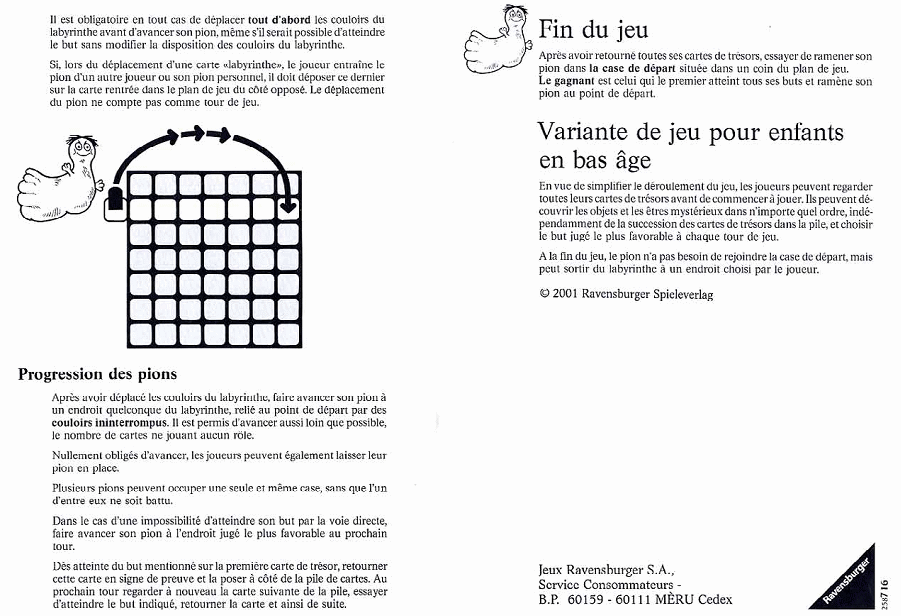 Il est obligatoire en tout cas de déplacer tout d'abord les couloirs du
labyrinthe avant d'avancer son pion, même s'il serait possible d'atteindre
le but sans modifier la disposition des couloirs du labyrinthe.
Si, lors du déplacement d'une carte «labyrinthe», le joueur entraîne le
pion d'un autre joueur ou son pion personnel, il doit déposer ce dernier
sur la carte rentrée dans le plan de jeu du côté opposé. Le déplacement
du pion ne compte pas comme tour de jeu.
Progression des pions
Après avoir déplacé les couloirs du labyrinthe, faire avancer son pion à
un endroit quelconque du labyrinthe, relié au point de départ par des
couloirs ininterrompus. Il est permis d'avancer aussi loin que possible,
le nombre de cartes ne jouant aucun rôle.
Nullement obligés d'avancer, les joueurs peuvent également laisser leur
pion en place.
Plusieurs pions peuvent occuper une seule et même case, sans que l'un
d'entre eux ne soit battu.
Dans le cas d'une impossibilité d'atteindre son but par la voie directe,
faire avancer son pion à l'endroit jugé le plus favorable au prochain
tour.
Dès atteinte du but mentionné sur la première carte de trésor, retourner
cette carte en signe de preuve et la poser à côté de la pile de cartes. Au
prochain tour regarder à nouveau la carte suivante de la pile, essayer
d'atteindre le but indiqué, retourner la carte et ainsi de suite.
Fin du jeu
Après avoir retourné toutes ses cartes de trésors, essayer de ramener son
pion dans la case de départ située dans un coin du plan de jeu.
Le gagnant est celui qui le premier atteint tous ses buts et ramène son
pion au point de départ.
Variante de jeu pour enfants
en bas âge
En vue de simplifier le déroulement du jeu, les joueurs peuvent regarder
toutes leurs cartes de trésors avant de commencer à jouer. Ils peuvent dé-
couvrir les objets et les êtres mystérieux dans n'importe quel ordre, indé-
pendamment de la succession des cartes de trésors dans la pile, et choisir
le but jugé le plus favorable à chaque tour de jeu.
A la fin du jeu, le pion n'a pas besoin de rejoindre la case de départ, mais
peut sortir du labyrinthe à un endroit choisi par le joueur.
© 2001 Ravensburger Spieleverlag
Jeux Ravensburger S.A.,
Service Consommateurs -
B.P. 60159 - 60111 MÉRU Cedex
Ravensburger
258716